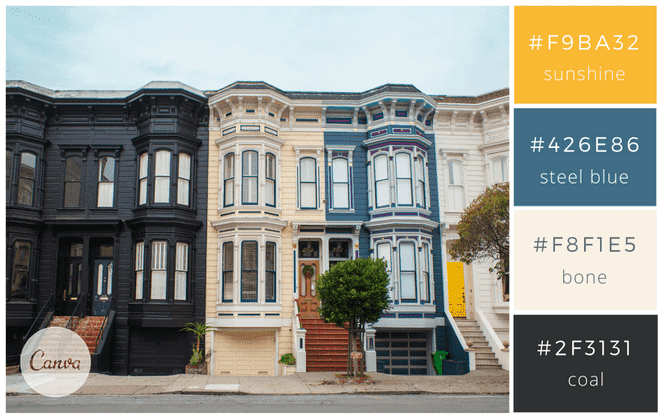 #F9BA32
sunshine
#426E86
steel blue
#F8F1E5
bone
#2F3131
coal
Canva